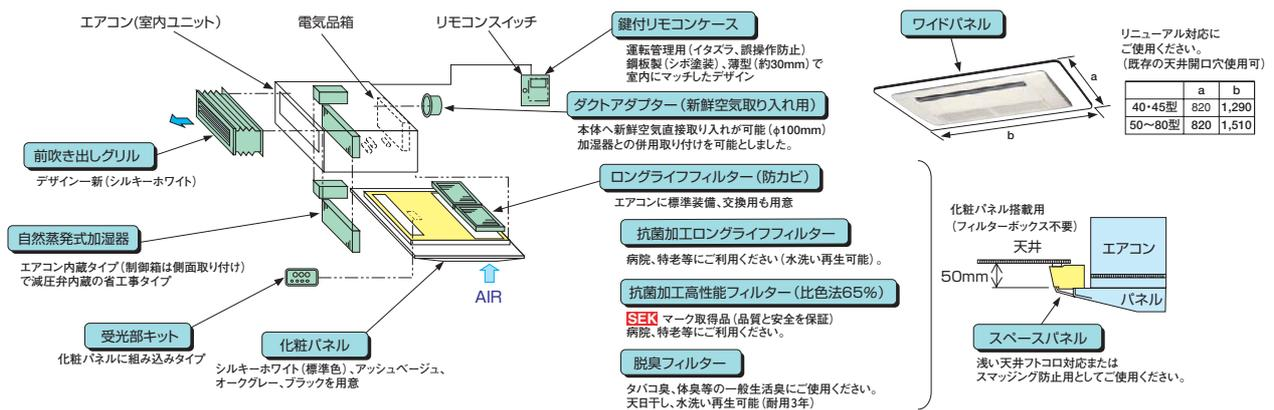 エアコン(室内ユニット)
電気品箱
リモコンスイッチ
鍵付リモコンケース
運転管理用(イタズラ、誤操作防止)
鋼板製(シボ塗装)、薄型(約30mm)で
室内にマッチしたデザイン
ダクトアダプター(新鮮空気取り入れ用)
本体へ新鮮空気直接取り入れが可能(φ100mm)
加湿器との併用取り付けを可能としました。
前吹き出しグリル
デザイン一新(シルキーホワイト)
ロングライフフィルター(防カビ)
エアコンに標準装備、交換用も用意
自然蒸発式加湿器
エアコン内蔵タイプ(制御箱は側面取り付け)
で減圧弁内蔵の省工事タイプ
抗菌加工ロングライフフィルター
病院、特老等にご利用ください(水洗い再生可能)。
AIR
抗菌加工高性能フィルター(比色法65%)
SEK マーク取得品(品質と安全を保証)
病院、特老等にご利用ください。
受光部キット
化粧パネルに組み込みタイプ
化粧パネル
シルキーホワイト(標準色)、アッシュベージュ、
オークグレー、ブラックを用意
脱臭フィルター
タバコ臭、体臭等の一般生活臭にご使用ください。
天日干し、水洗い再生可能(耐用3年)
ワイドパネル
a
b
リニューアル対応に
ご使用ください。
(既存の天井開口穴使用可)
a b
40・45型 820 1,290
50〜80型 820 1,510
化粧パネル搭載用
(フィルターボックス不要)
天井
エアコン
50mm
パネル
スペースパネル
浅い天井フトコロ対応または
スマッジング防止用としてご使用ください。